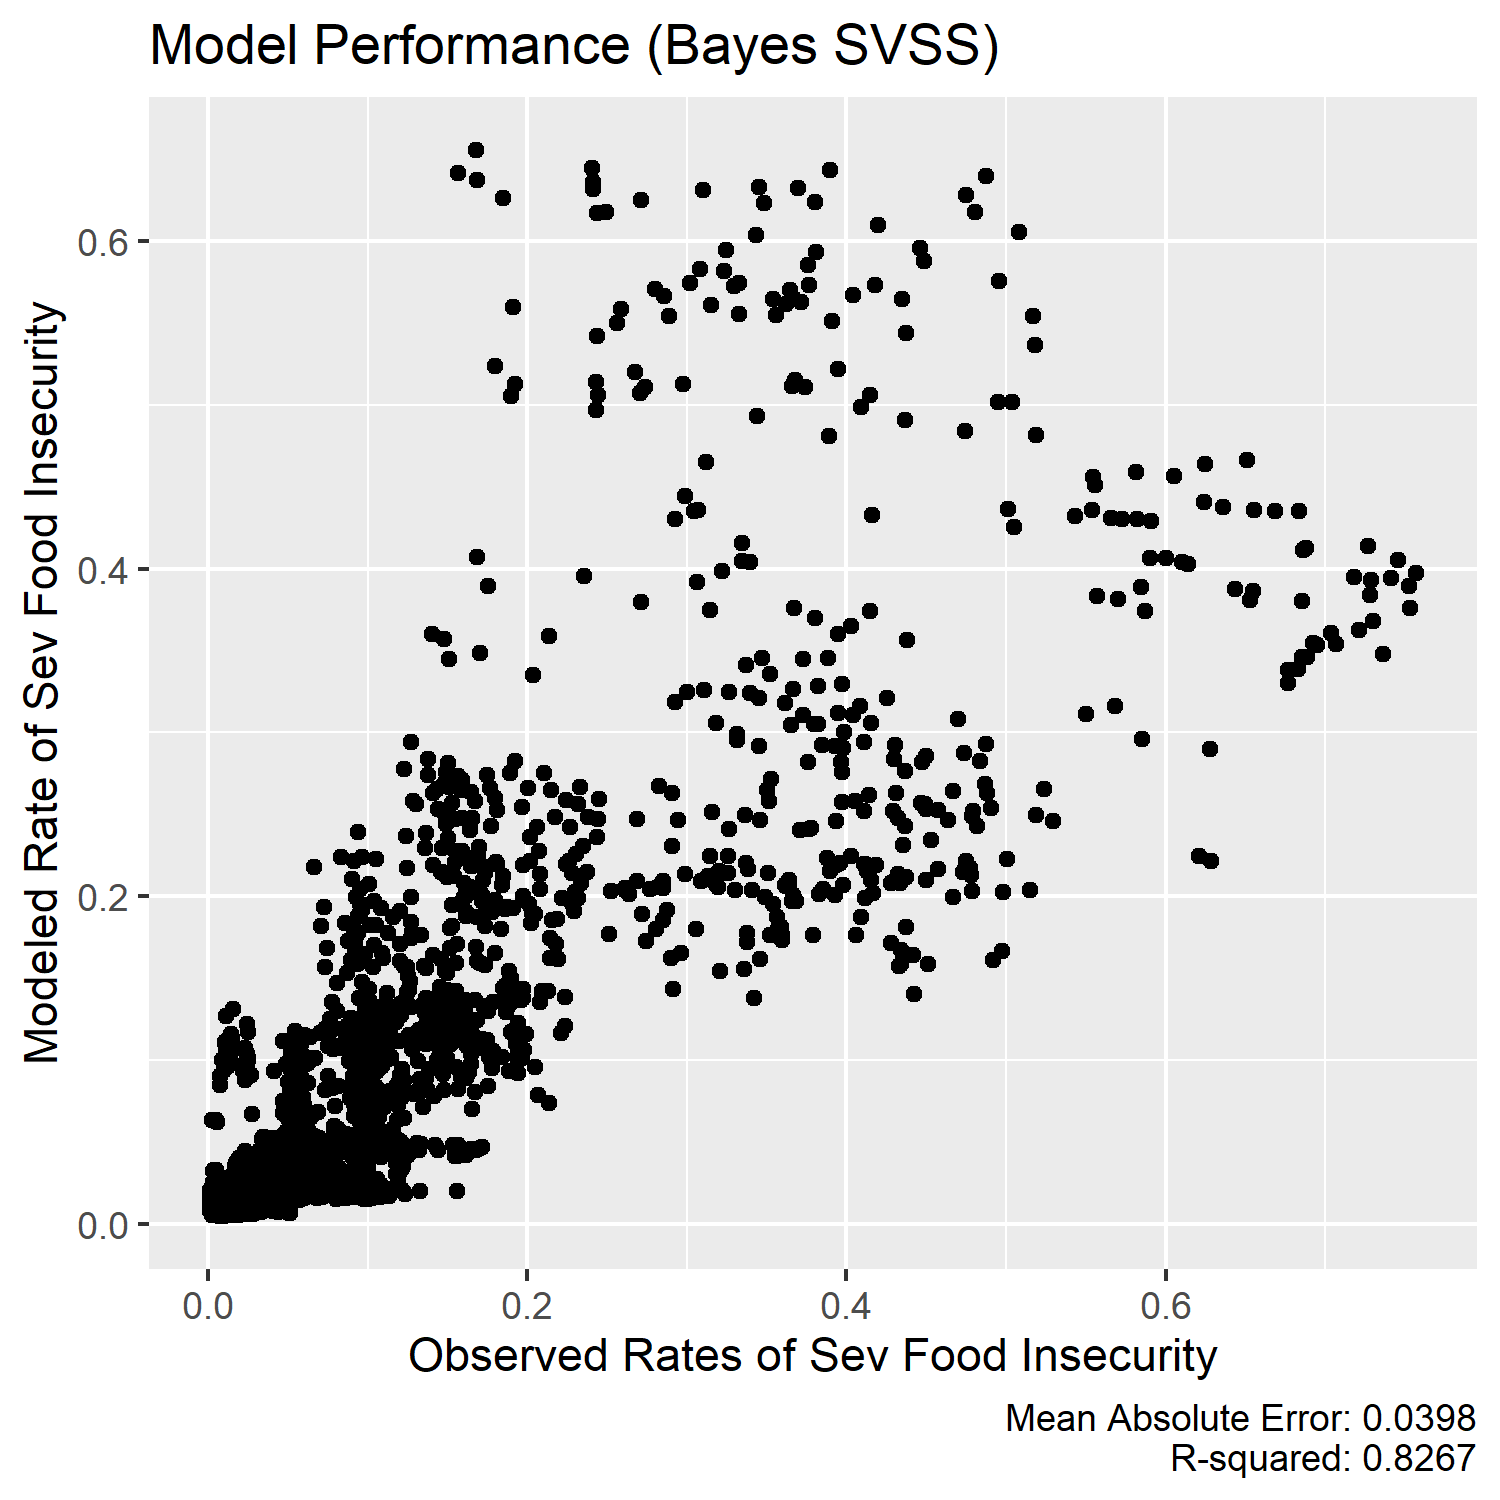 Model Performance (Bayes SVSS)
Modeled Rate of Sev Food Insecurity
0.6
0.4
0.2
0.0
0.0 0.2 0.4 0.6
Observed Rates of Sev Food Insecurity
Mean Absolute Error: 0.0398
R-squared: 0.8267